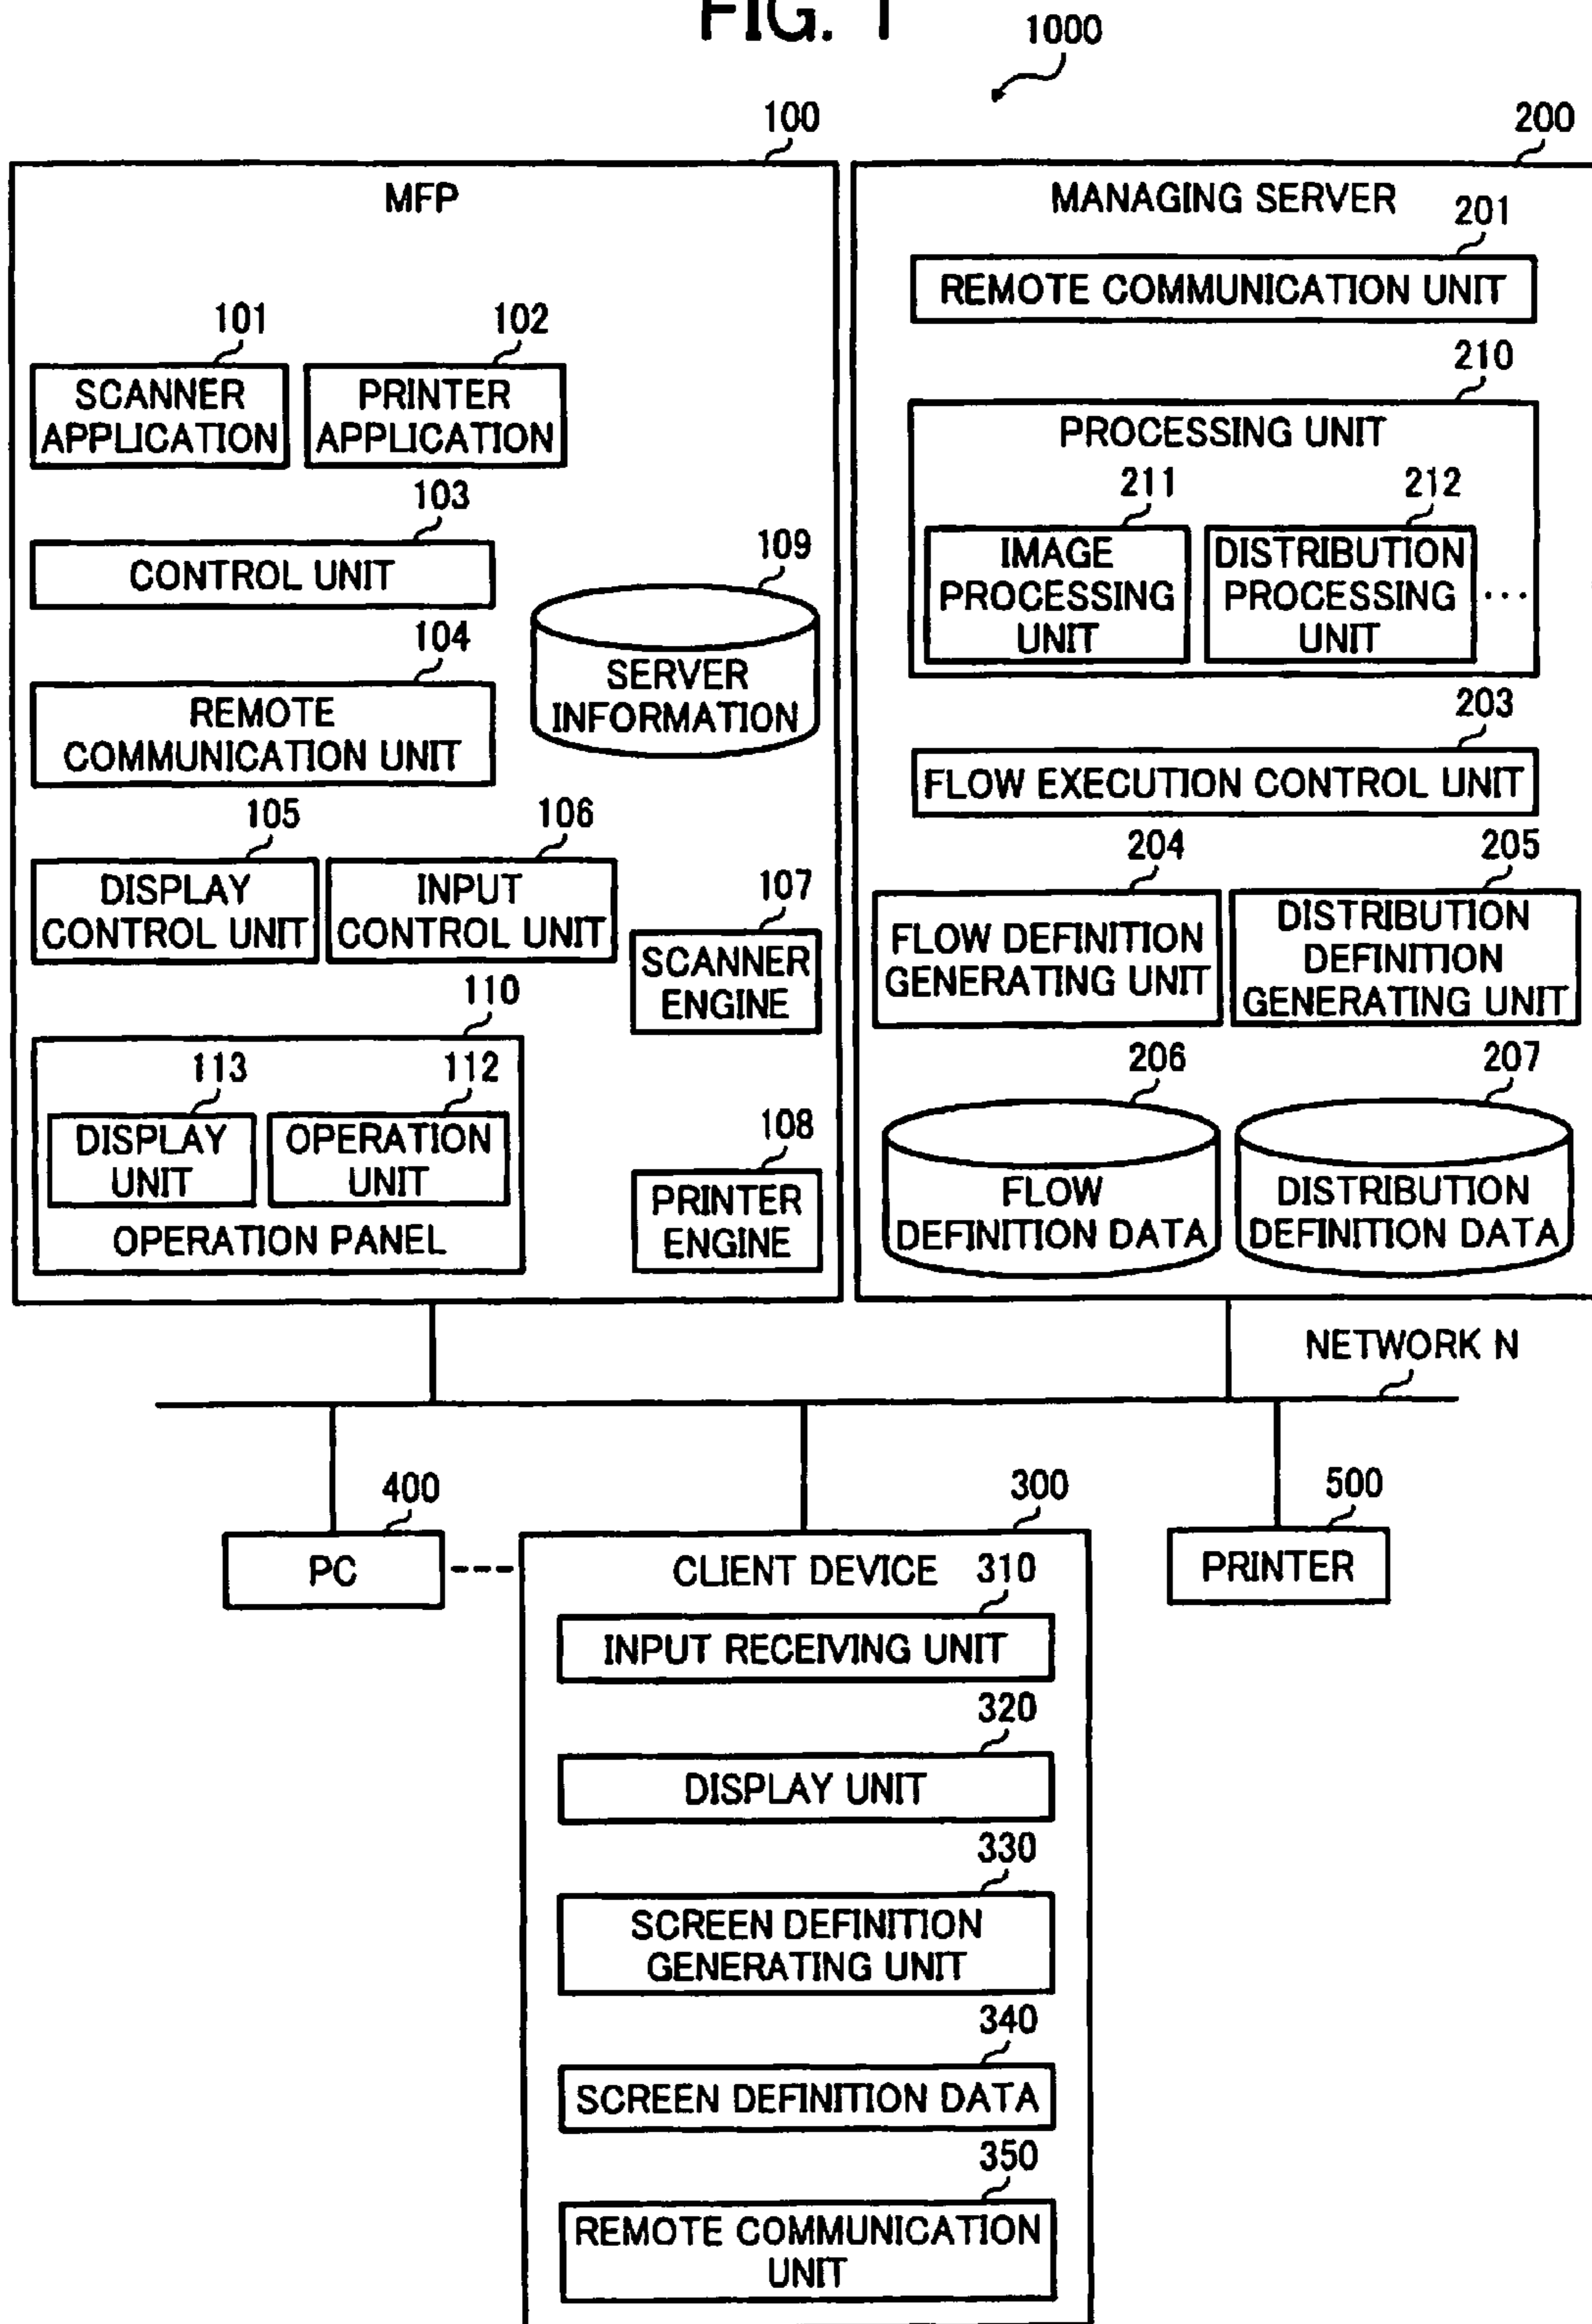 FIG. 1
1000
100
MFP
101
SCANNER
APPLICATION
102
PRINTER
APPLICATION
103
CONTROL UNIT
109
SERVER
INFORMATION
104
REMOTE
COMMUNICATION UNIT
105
DISPLAY
CONTROL UNIT
106
INPUT
CONTROL UNIT
107
SCANNER
ENGINE
110
113
DISPLAY
UNIT
112
OPERATION
UNIT
OPERATION PANEL
108
PRINTER
ENGINE
200
MANAGING SERVER
201
REMOTE COMMUNICATION UNIT
210
PROCESSING UNIT
211
IMAGE
PROCESSING
UNIT
212
DISTRIBUTION
PROCESSING
UNIT
...
203
FLOW EXECUTION CONTROL UNIT
204
FLOW DEFINITION
GENERATING UNIT
205
DISTRIBUTION
DEFINITION
GENERATING UNIT
206
FLOW
DEFINITION DATA
207
DISTRIBUTION
DEFINITION DATA
NETWORK N
400
PC
300
CLIENT DEVICE
310
INPUT RECEIVING UNIT
320
DISPLAY UNIT
330
SCREEN DEFINITION
GENERATING UNIT
340
SCREEN DEFINITION DATA
350
REMOTE COMMUNICATION
UNIT
500
PRINTER